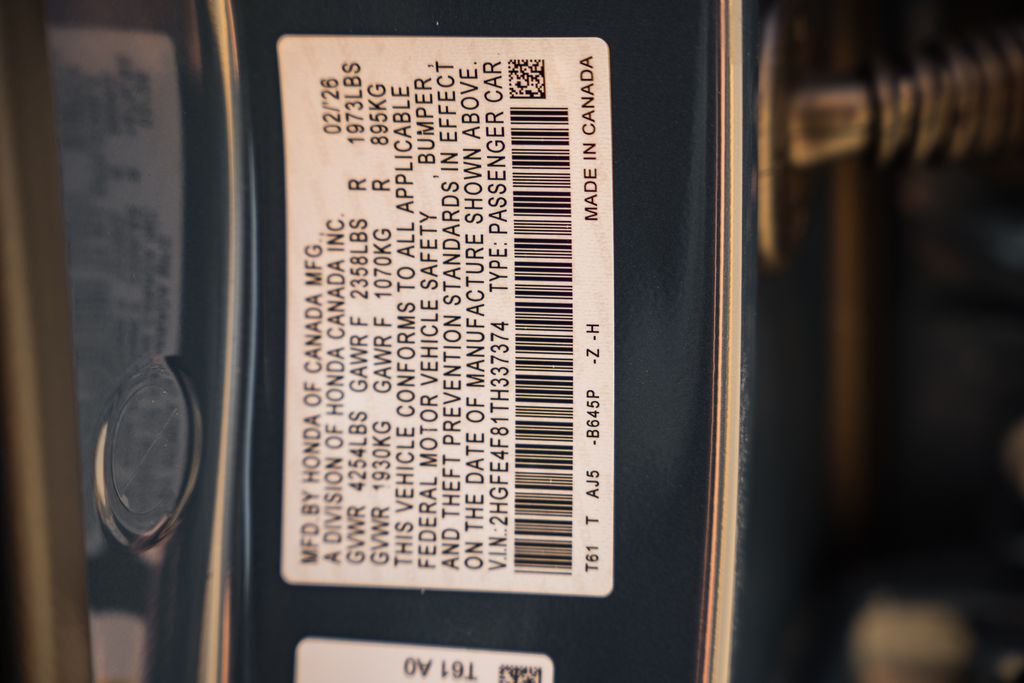 MFD BY HONDA OF CANADA MFG., 02/'26
A DIVISION OF HONDA CANADA INC.
GVWR 4254LBS GAWR F 2358LBS R 1973LBS
GVWR 1930KG GAWR F 1070KG R 895KG
THIS VEHICLE CONFORMS TO ALL APPLICABLE
FEDERAL MOTOR VEHICLE SAFETY, BUMPER,
AND THEFT PREVENTION STANDARDS IN EFFECT
ON THE DATE OF MANUFACTURE SHOWN ABOVE.
V.I.N.:2HGFE4F81TH337374 TYPE: PASSENGER CAR
T61 T AJ5 -B645P -Z -H MADE IN CANADA
T61 A0